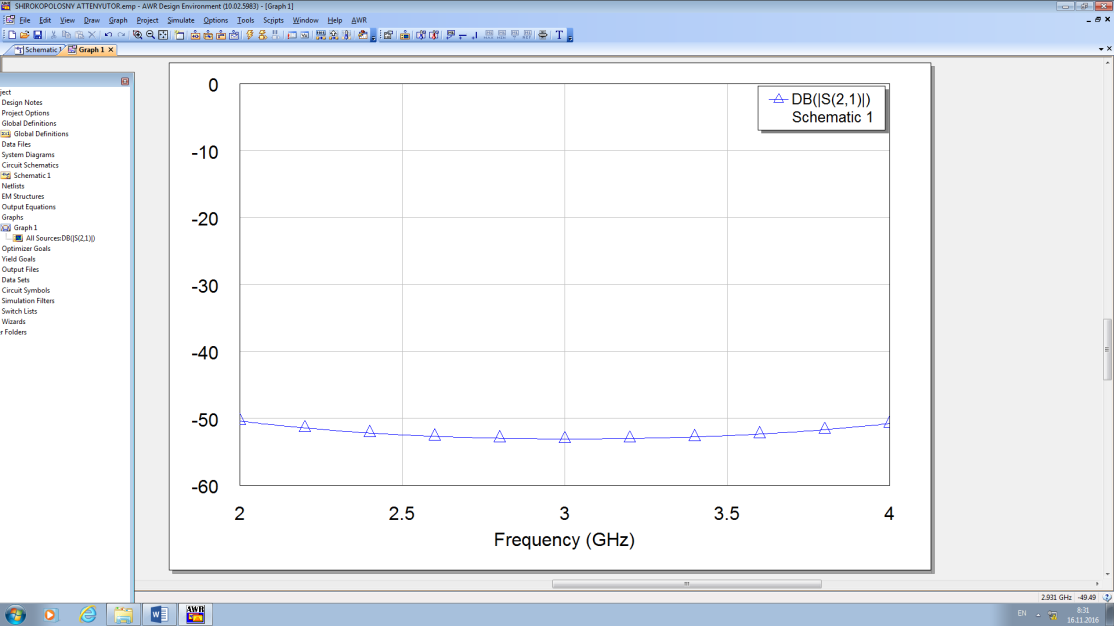 SHIROKOPOLOSNY ATTENYUTOR.emp - AWR Design Environment (10.02.5983) - [Graph 1]
File Edit View Draw Graph Project Simulate Options Tools Scripts Window Help AWR
Schematic 1 Graph 1
ject
Design Notes
Project Options
Global Definitions
Global Definitions
Data Files
System Diagrams
Circuit Schematics
Schematic 1
Netlists
EM Structures
Output Equations
Graphs
Graph 1
All Sources:DB(|S(2,1)|)
Optimizer Goals
Yield Goals
Output Files
Data Sets
Circuit Symbols
Simulation Filters
Switch Lists
Wizards
r Folders
DB(|S(2,1)|)
Schematic 1
0
-10
-20
-30
-40
-50
-60
2 2.5 3 3.5 4
Frequency (GHz)
2.931 GHz -49.49
AWR
EN
8:31
16.11.2016